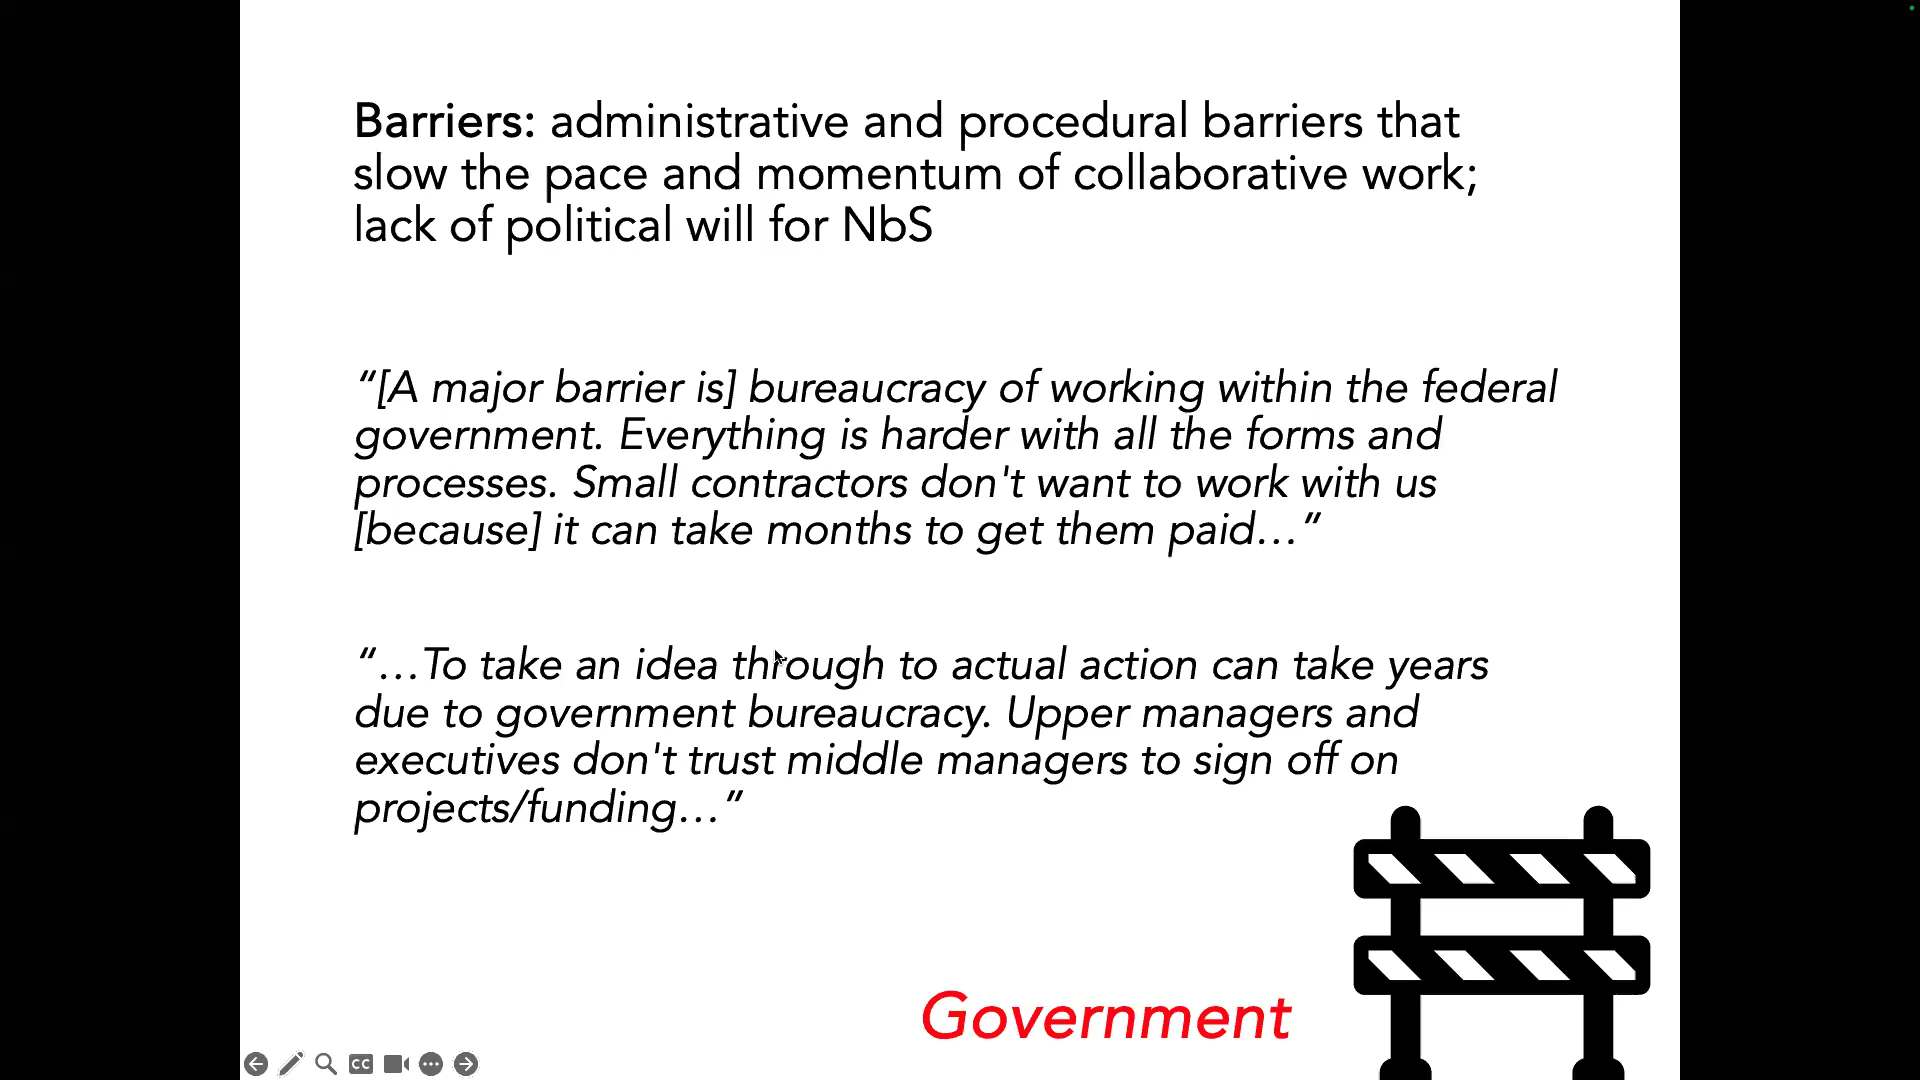 Barriers: administrative and procedural barriers that
slow the pace and momentum of collaborative work;
lack of political will for NbS
“[A major barrier is] bureaucracy of working within the federal
government. Everything is harder with all the forms and
processes. Small contractors don't want to work with us
[because] it can take months to get them paid…”
“…To take an idea through to actual action can take years
due to government bureaucracy. Upper managers and
executives don't trust middle managers to sign off on
projects/funding…”
Government
CC